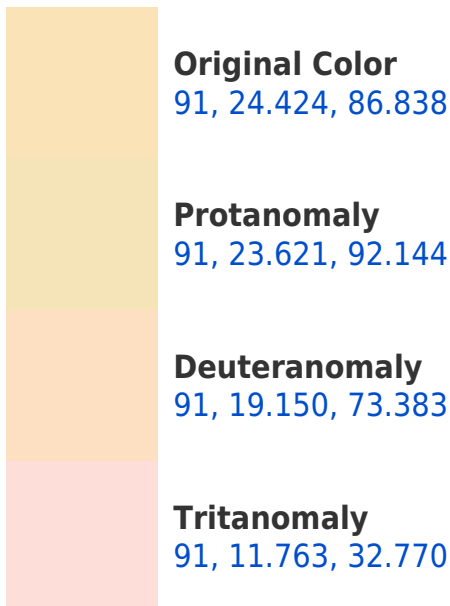 Original Color
91, 24.424, 86.838
Protanomaly
91, 23.621, 92.144
Deuteranomaly
91, 19.150, 73.383
Tritanomaly
91, 11.763, 32.770